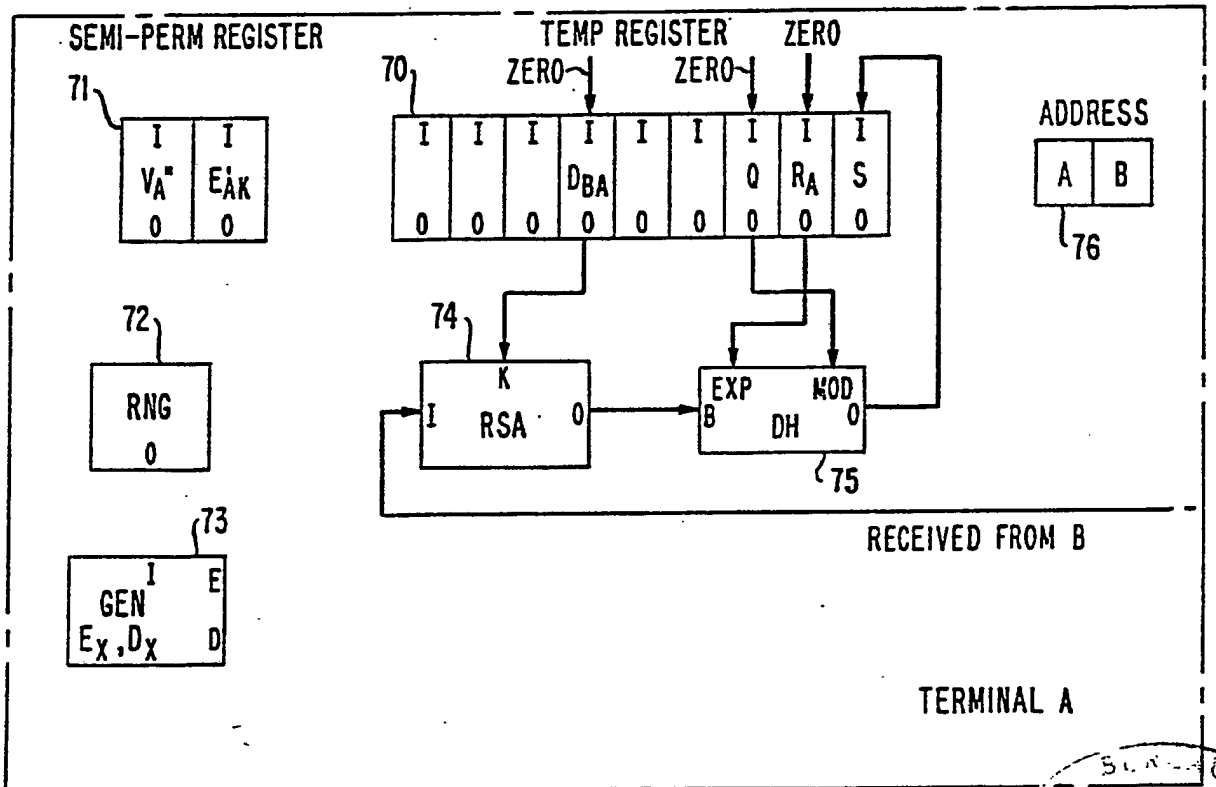 SEMI-PERM REGISTER
TEMP REGISTER
ZERO
ZERO
ZERO
71
70
I I
V_A" E'_AK
0 0
I I I I I I I I I
D_BA Q R_A S
0 0 0 0 0 0 0 0 0
ADDRESS
A B
76
72
RNG
0
74
K
I RSA 0
EXP MOD
B DH 0
75
73
I E
GEN
E_X, D_X D
RECEIVED FROM B
TERMINAL A